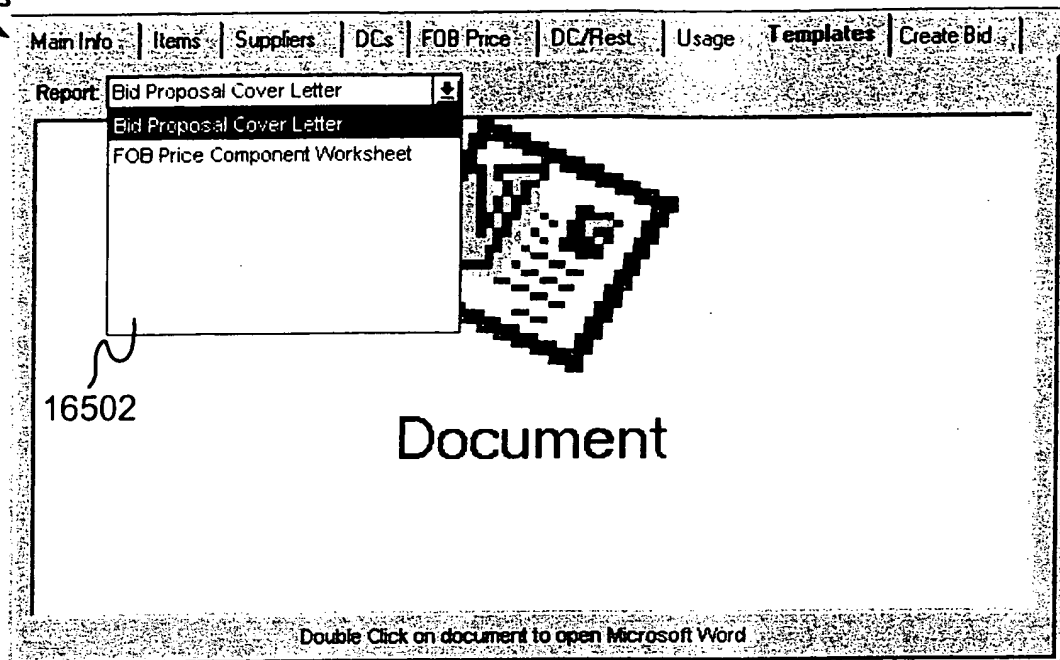 Main Info Items Suppliers DCs FOB Price DC/Rest. Usage Templates Create Bid
Report: Bid Proposal Cover Letter
Bid Proposal Cover Letter
FOB Price Component Worksheet
16502
Document
Double Click on document to open Microsoft Word